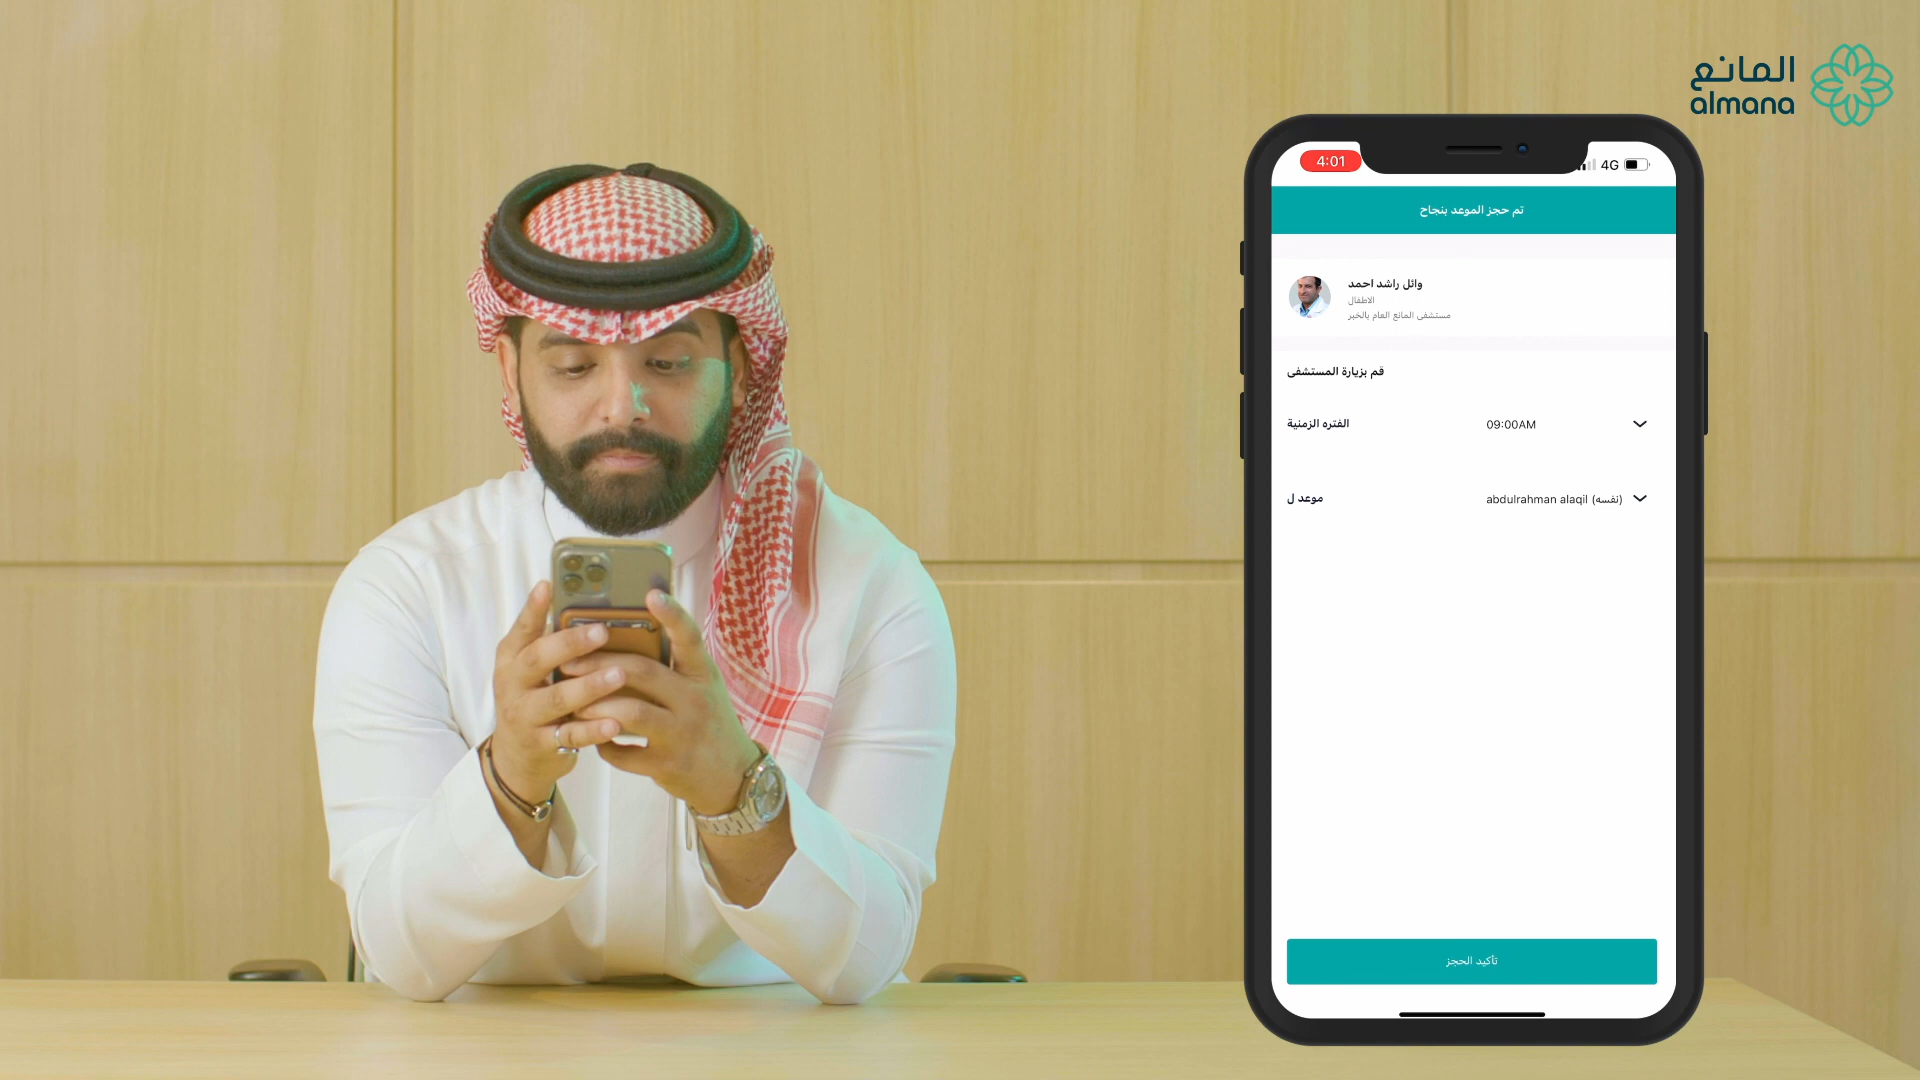 المانع
almana
4:01
4G
تم حجز الموعد بنجاح
وائل راشد احمد
الاطفال
مستشفى المانع العام بالخبر
قم بزيارة المستشفى
الفتره الزمنية 09:00AM
موعد ل abdulrahman alaqil (نفسه)
تأكيد الحجز